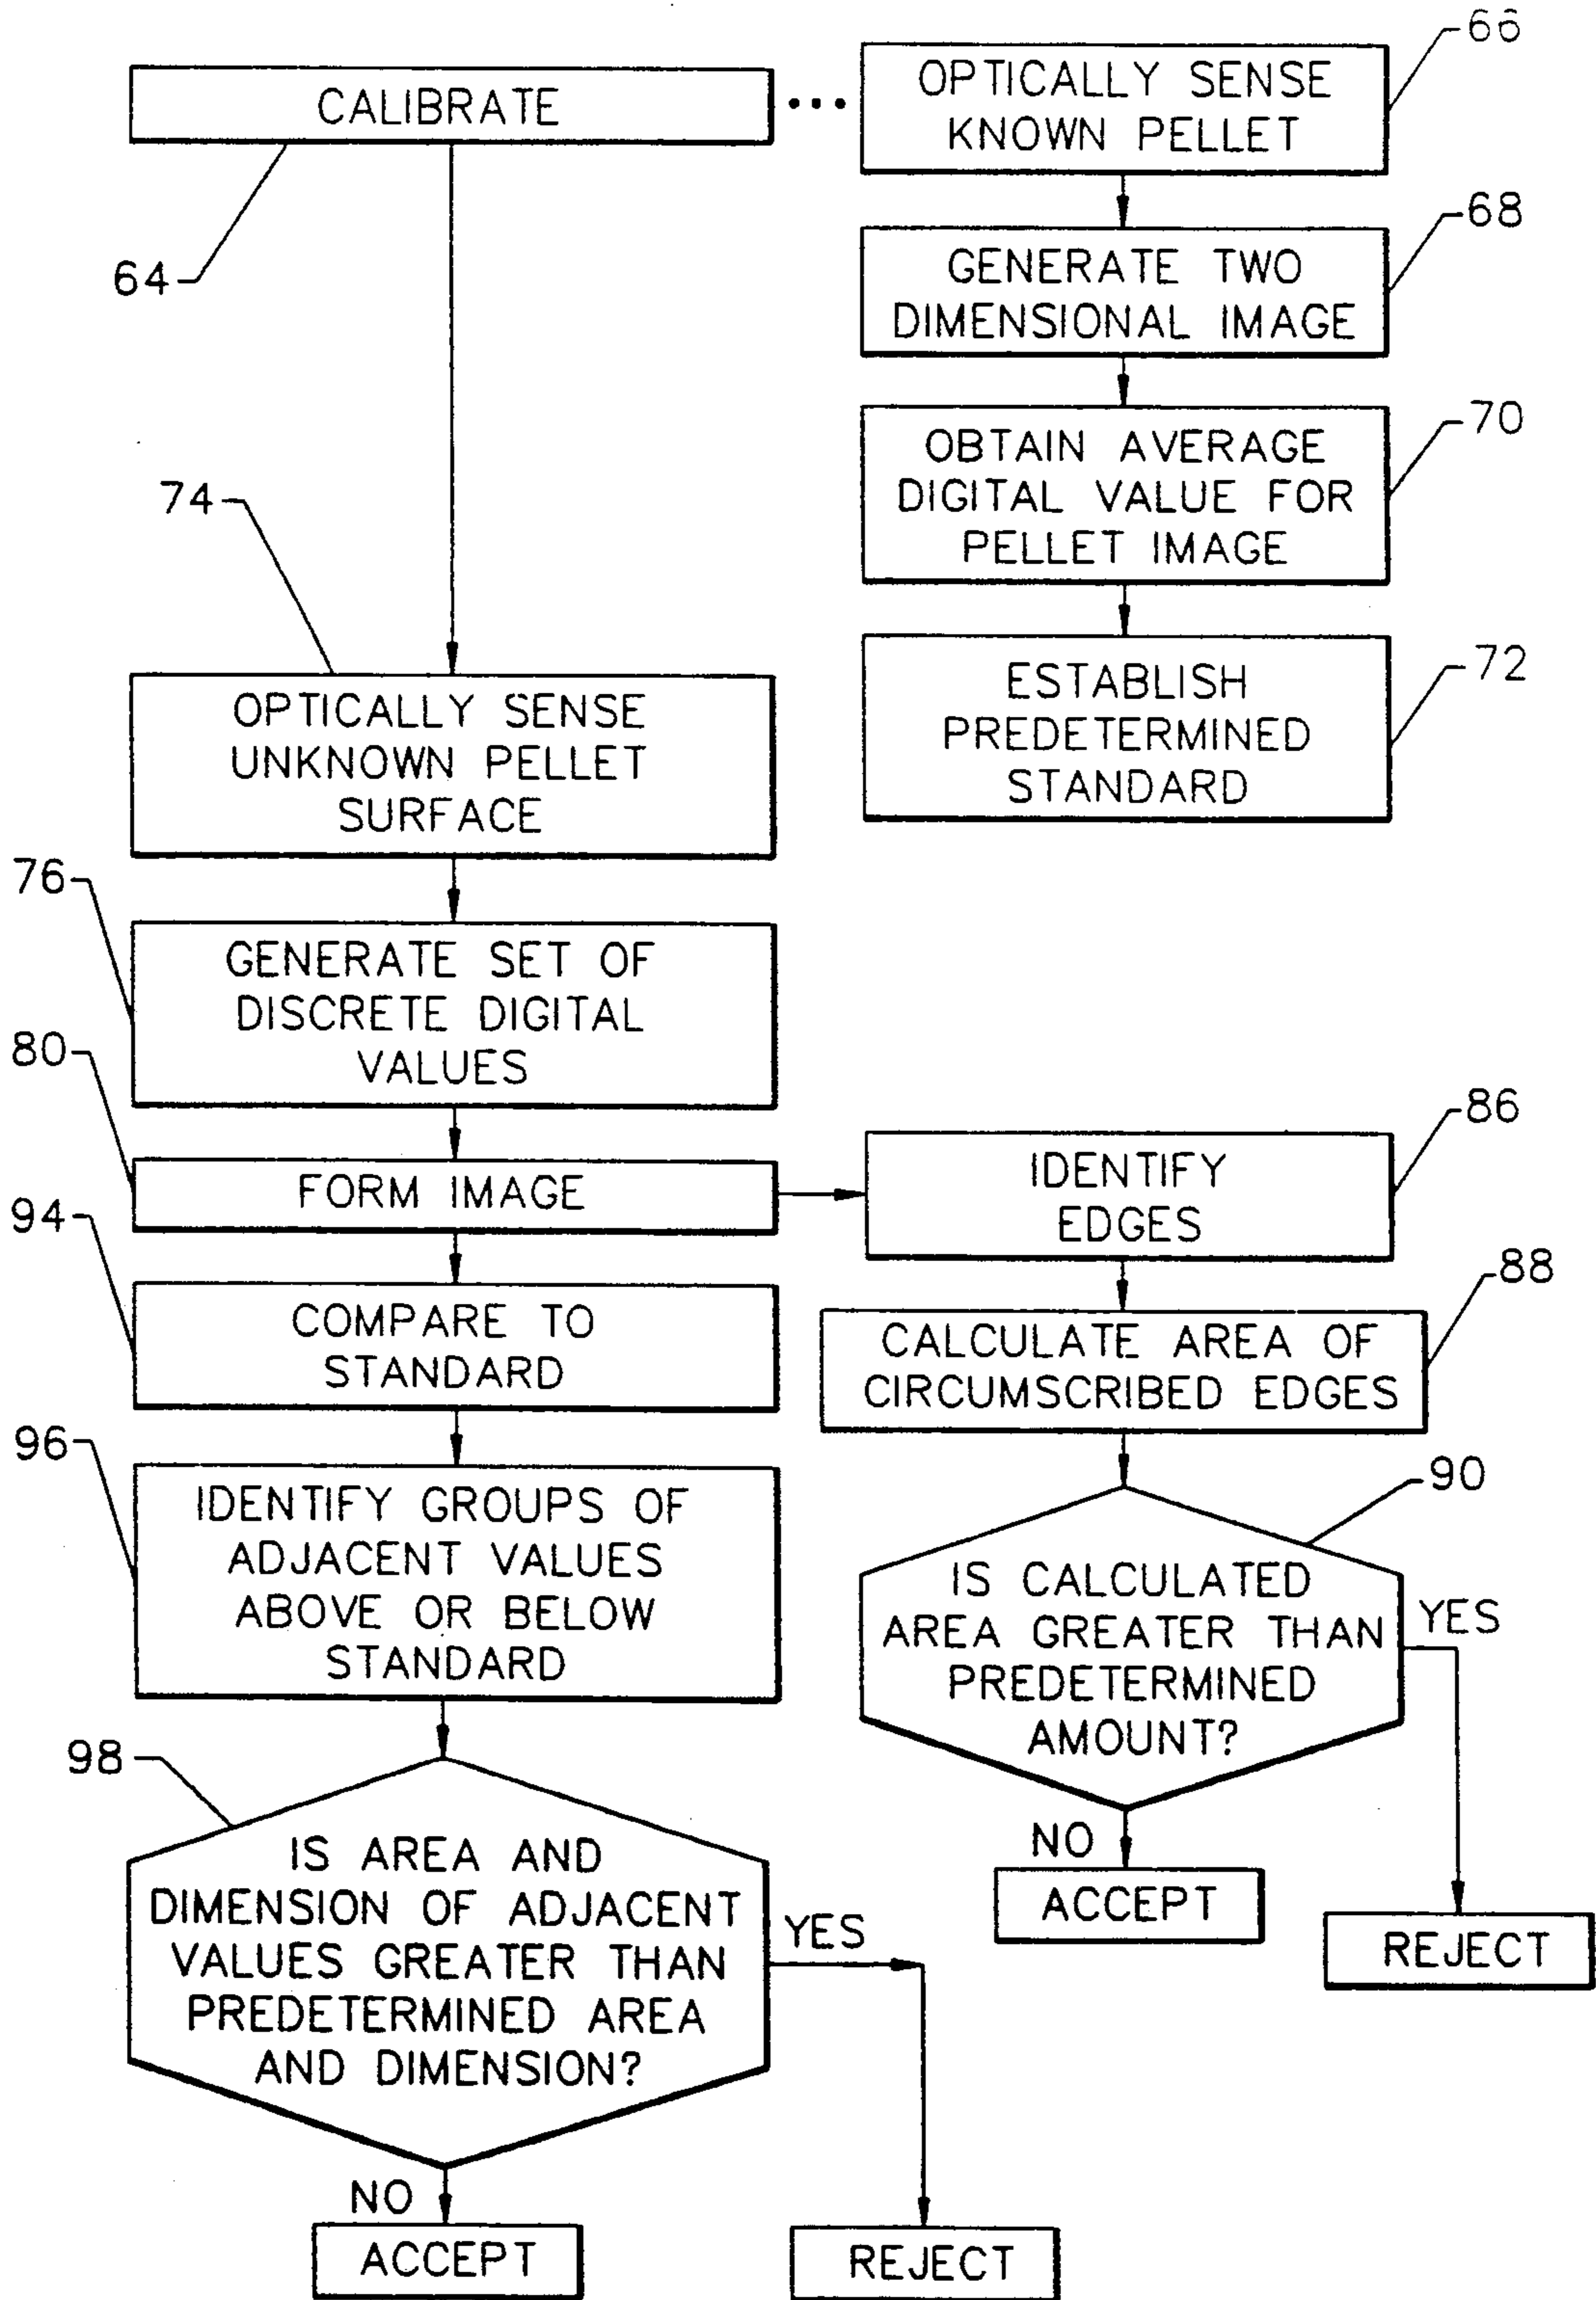 CALIBRATE
...
OPTICALLY SENSE
KNOWN PELLET
66
64
GENERATE TWO
DIMENSIONAL IMAGE
68
OBTAIN AVERAGE
DIGITAL VALUE FOR
PELLET IMAGE
70
ESTABLISH
PREDETERMINED
STANDARD
72
74
OPTICALLY SENSE
UNKNOWN PELLET
SURFACE
76
GENERATE SET OF
DISCRETE DIGITAL
VALUES
80
FORM IMAGE
IDENTIFY
EDGES
86
94
COMPARE TO
STANDARD
CALCULATE AREA OF
CIRCUMSCRIBED EDGES
88
96
IDENTIFY GROUPS OF
ADJACENT VALUES
ABOVE OR BELOW
STANDARD
90
IS CALCULATED
AREA GREATER THAN
PREDETERMINED
AMOUNT?
YES
NO
ACCEPT
REJECT
98
IS AREA AND
DIMENSION OF ADJACENT
VALUES GREATER THAN
PREDETERMINED AREA
AND DIMENSION?
YES
NO
ACCEPT
REJECT